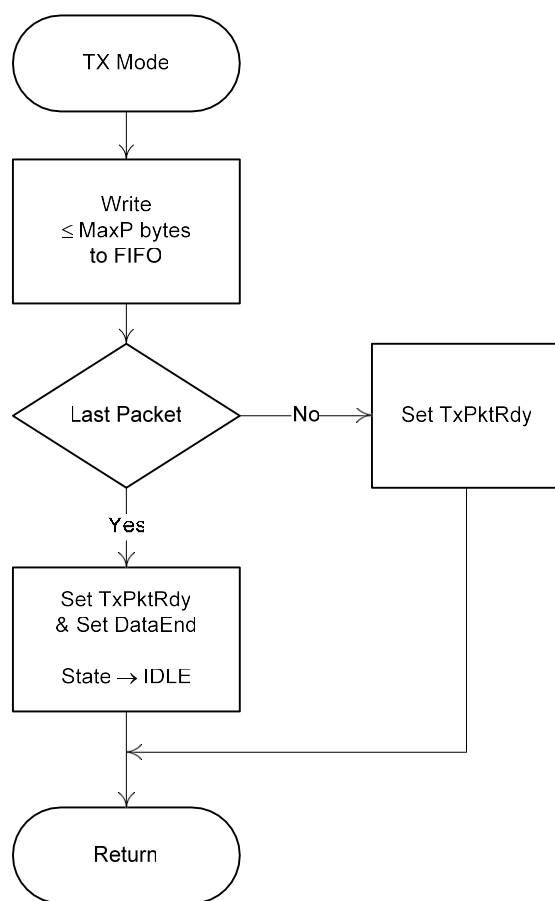 TX Mode
Write
≤ MaxP bytes
to FIFO
Last Packet
No
Set TxPktRdy
Yes
Set TxPktRdy
& Set DataEnd
State → IDLE
Return